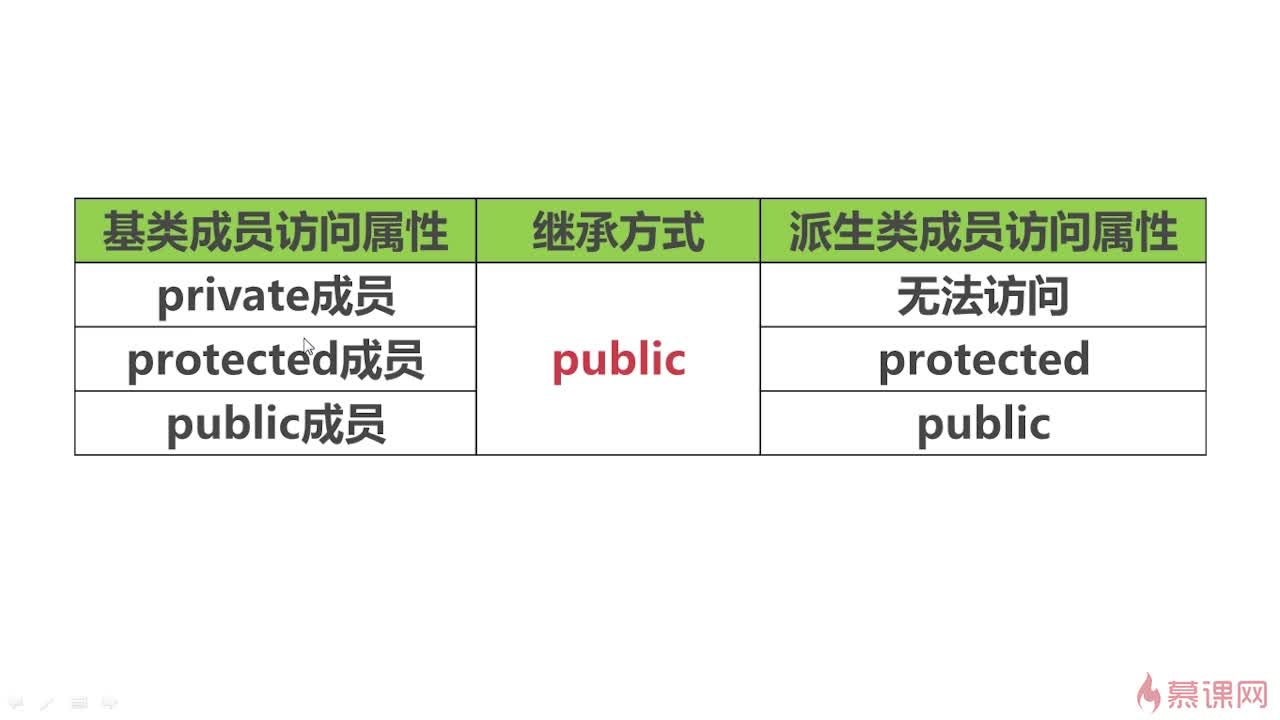 基类成员访问属性 继承方式 派生类成员访问属性
private成员 无法访问
protected成员 public protected
public成员 public
慕课网